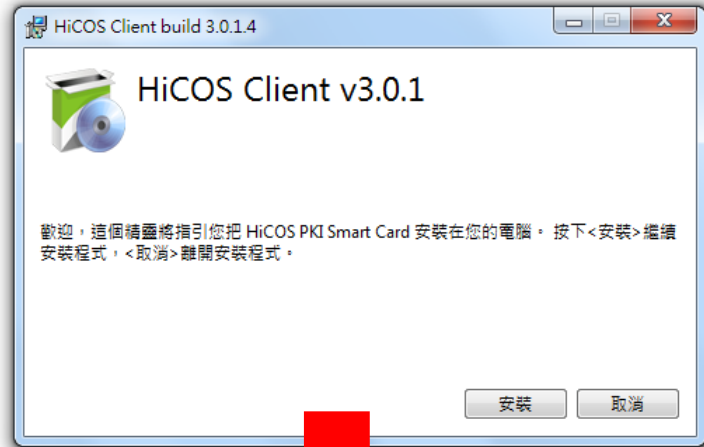 HiCOS Client build 3.0.1.4
HiCOS Client v3.0.1
歡迎，這個精靈將指引您把 HiCOS PKI Smart Card 安裝在您的電腦。 按下<安裝>繼續
安裝程式，<取消>離開安裝程式。
安裝
取消